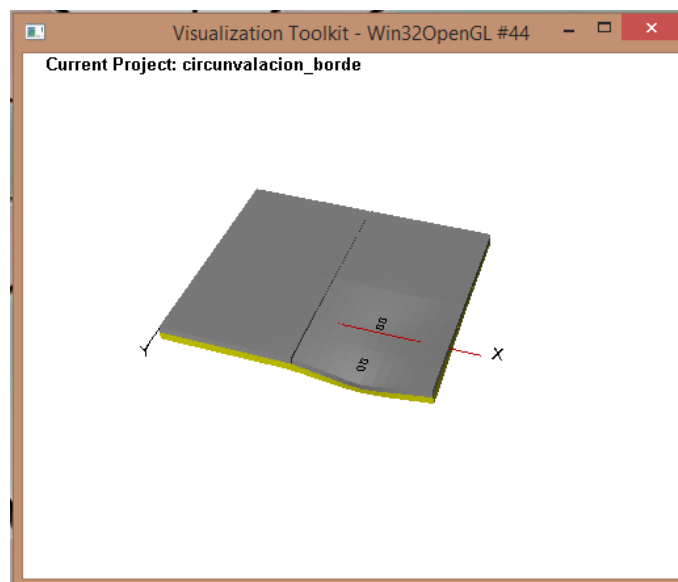 Visualization Toolkit - Win32OpenGL #44
Current Project: circunvalacion_borde
Y
X